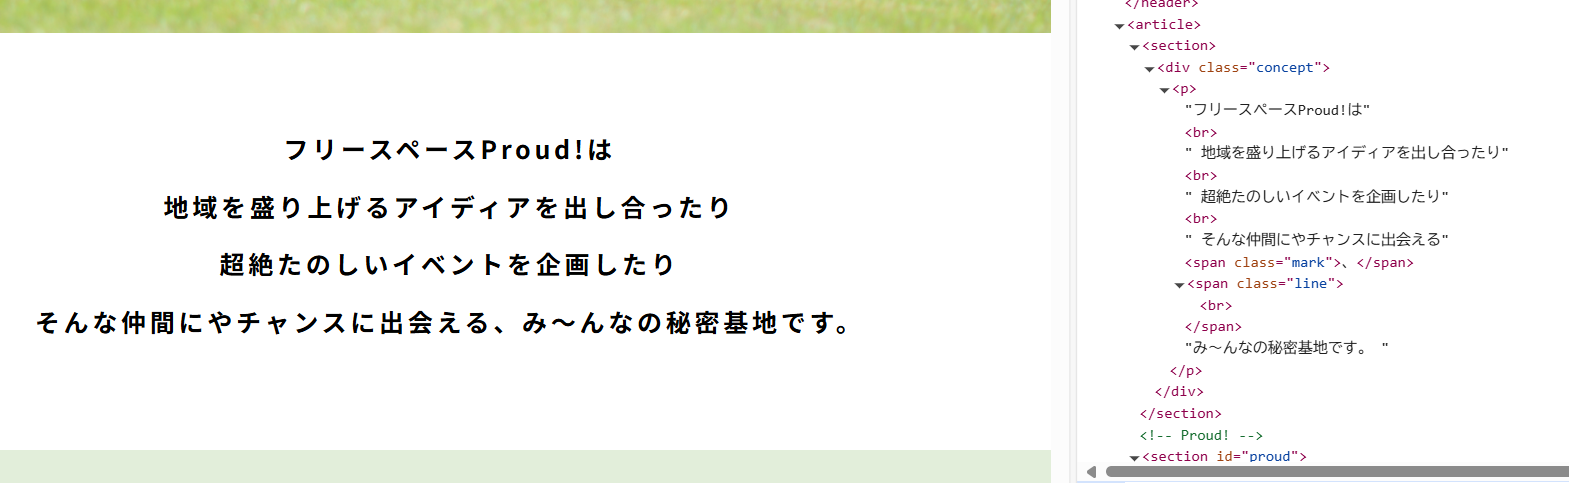 フリースペースProud!は
地域を盛り上げるアイディアを出し合ったり
超絶たのしいイベントを企画したり
そんな仲間にやチャンスに出会える、み〜んなの秘密基地です。
</header>
<article>
<section>
<div class="concept">
<p>
"フリースペースProud!は"
<br>
" 地域を盛り上げるアイディアを出し合ったり"
<br>
" 超絶たのしいイベントを企画したり"
<br>
" そんな仲間にやチャンスに出会える"
<span class="mark">、</span>
<span class="line">
<br>
</span>
"み〜んなの秘密基地です。 "
</p>
</div>
</section>
<!-- Proud! -->
<section id="proud">